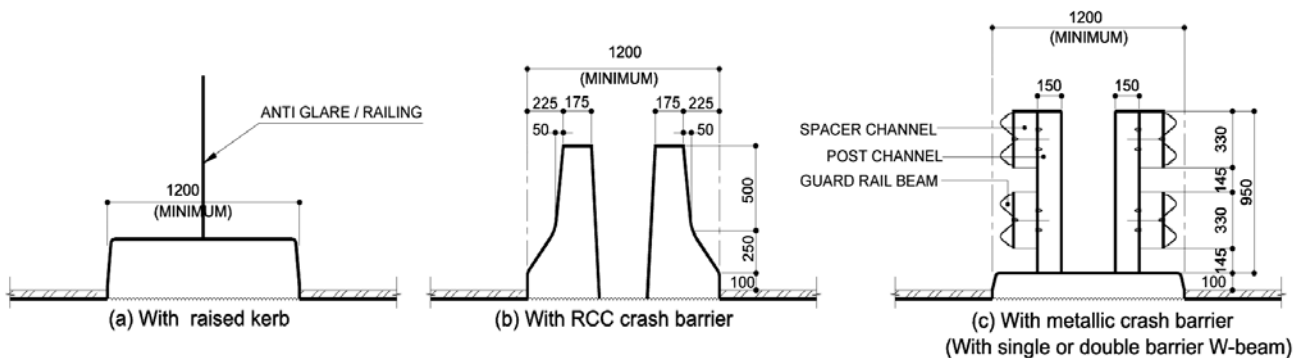 ANTI GLARE / RAILING
1200
(MINIMUM)
(a) With raised kerb
1200
(MINIMUM)
225 175
175 225
50
50
500
250
100
(b) With RCC crash barrier
1200
(MINIMUM)
150
150
SPACER CHANNEL
POST CHANNEL
GUARD RAIL BEAM
330
145
330
145
950
100
(c) With metallic crash barrier
(With single or double barrier W-beam)